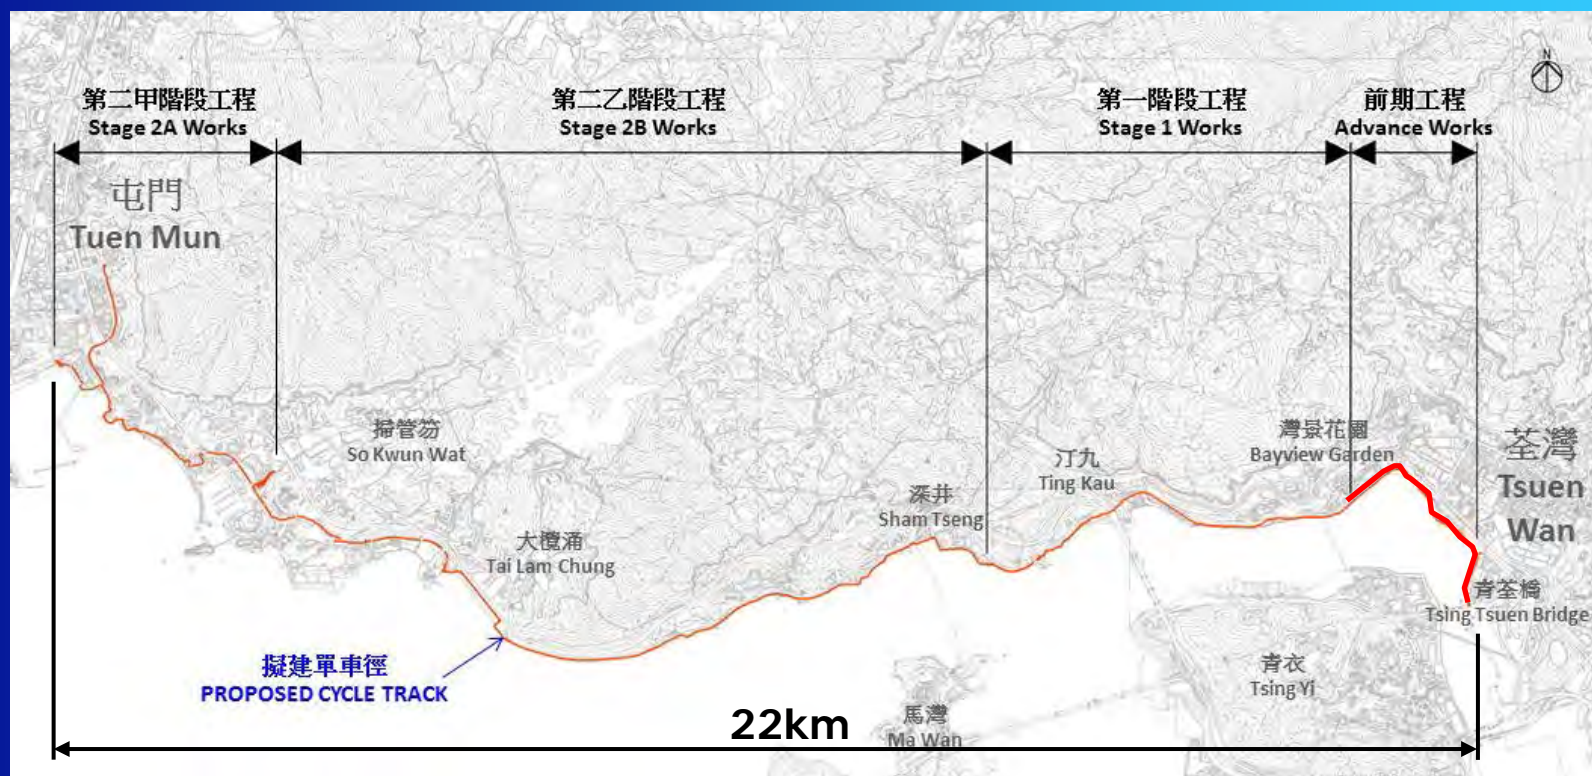 N
第二甲階段工程
Stage 2A Works
第二乙階段工程
Stage 2B Works
第一階段工程
Stage 1 Works
前期工程
Advance Works
屯門
Tuen Mun
掃管笏
So Kwun Wat
大欖涌
Tai Lam Chung
深井
Sham Tseng
汀九
Ting Kau
灣景花園
Bayview Garden
荃灣
Tsuen
Wan
青荃橋
Tsing Tsuen Bridge
擬建單車徑
PROPOSED CYCLE TRACK
青衣
Tsing Yi
馬灣
Ma Wan
22km